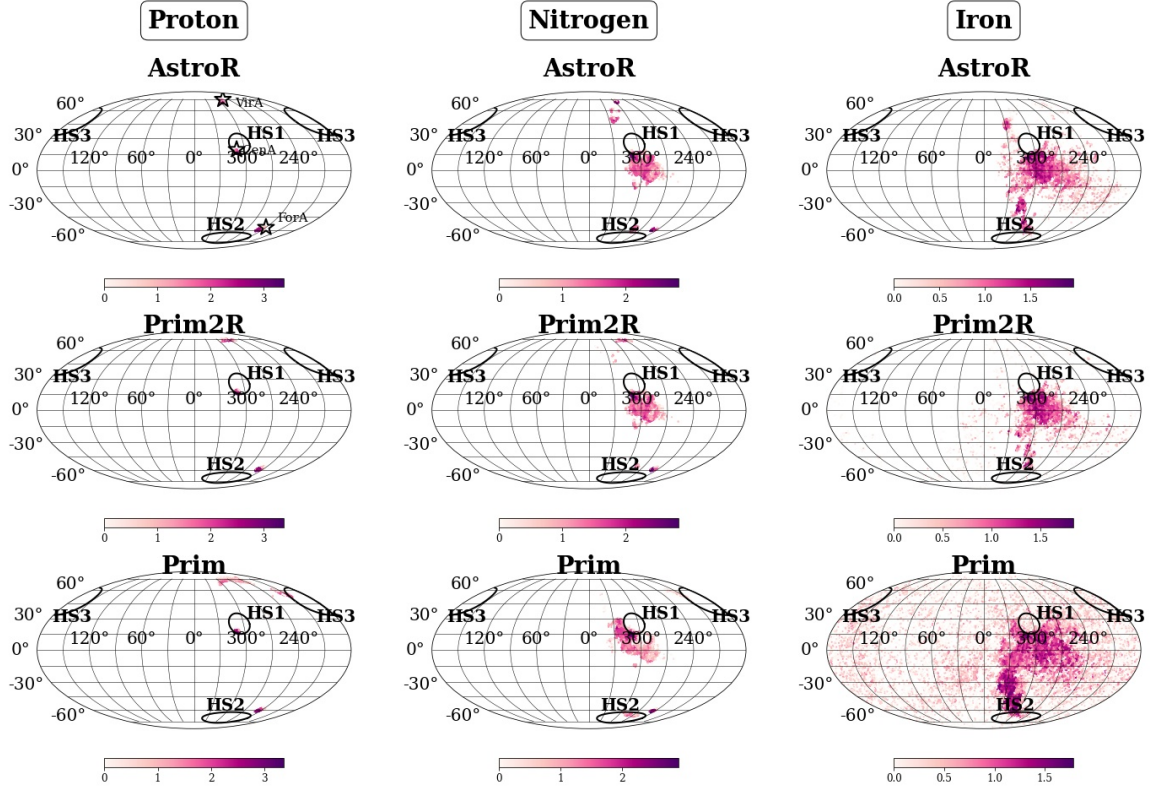 Proton Nitrogen Iron
AstroR AstroR AstroR
60° VirA 60° 60°
30° HS3 HS1 HS3 30° HS3 HS1 HS3 30° HS3 HS1 HS3
120° 60° 0° 300° 240° 120° 60° 0° 300° 240° 120° 60° 0° 300° 240°
0° 0° 0°
-30° -30° -30°
HS2 ForA HS2 HS2
-60° -60° -60°
0 1 2 3 0 1 2 0.0 0.5 1.0 1.5
Prim2R Prim2R Prim2R
60° 60° 60°
30° HS3 HS1 HS3 30° HS3 HS1 HS3 30° HS3 HS1 HS3
120° 60° 0° 300° 240° 120° 60° 0° 300° 240° 120° 60° 0° 300° 240°
0° 0° 0°
-30° -30° -30°
HS2 HS2 HS2
-60° -60° -60°
0 1 2 3 0 1 2 0.0 0.5 1.0 1.5
Prim Prim Prim
60° 60° 60°
30° HS3 HS1 HS3 30° HS3 HS1 HS3 30° HS3 HS1 HS3
120° 60° 0° 300° 240° 120° 60° 0° 300° 240° 120° 60° 0° 300° 240°
0° 0° 0°
-30° -30° -30°
HS2 HS2 HS2
-60° -60° -60°
0 1 2 3 0 1 2 0.0 0.5 1.0 1.5